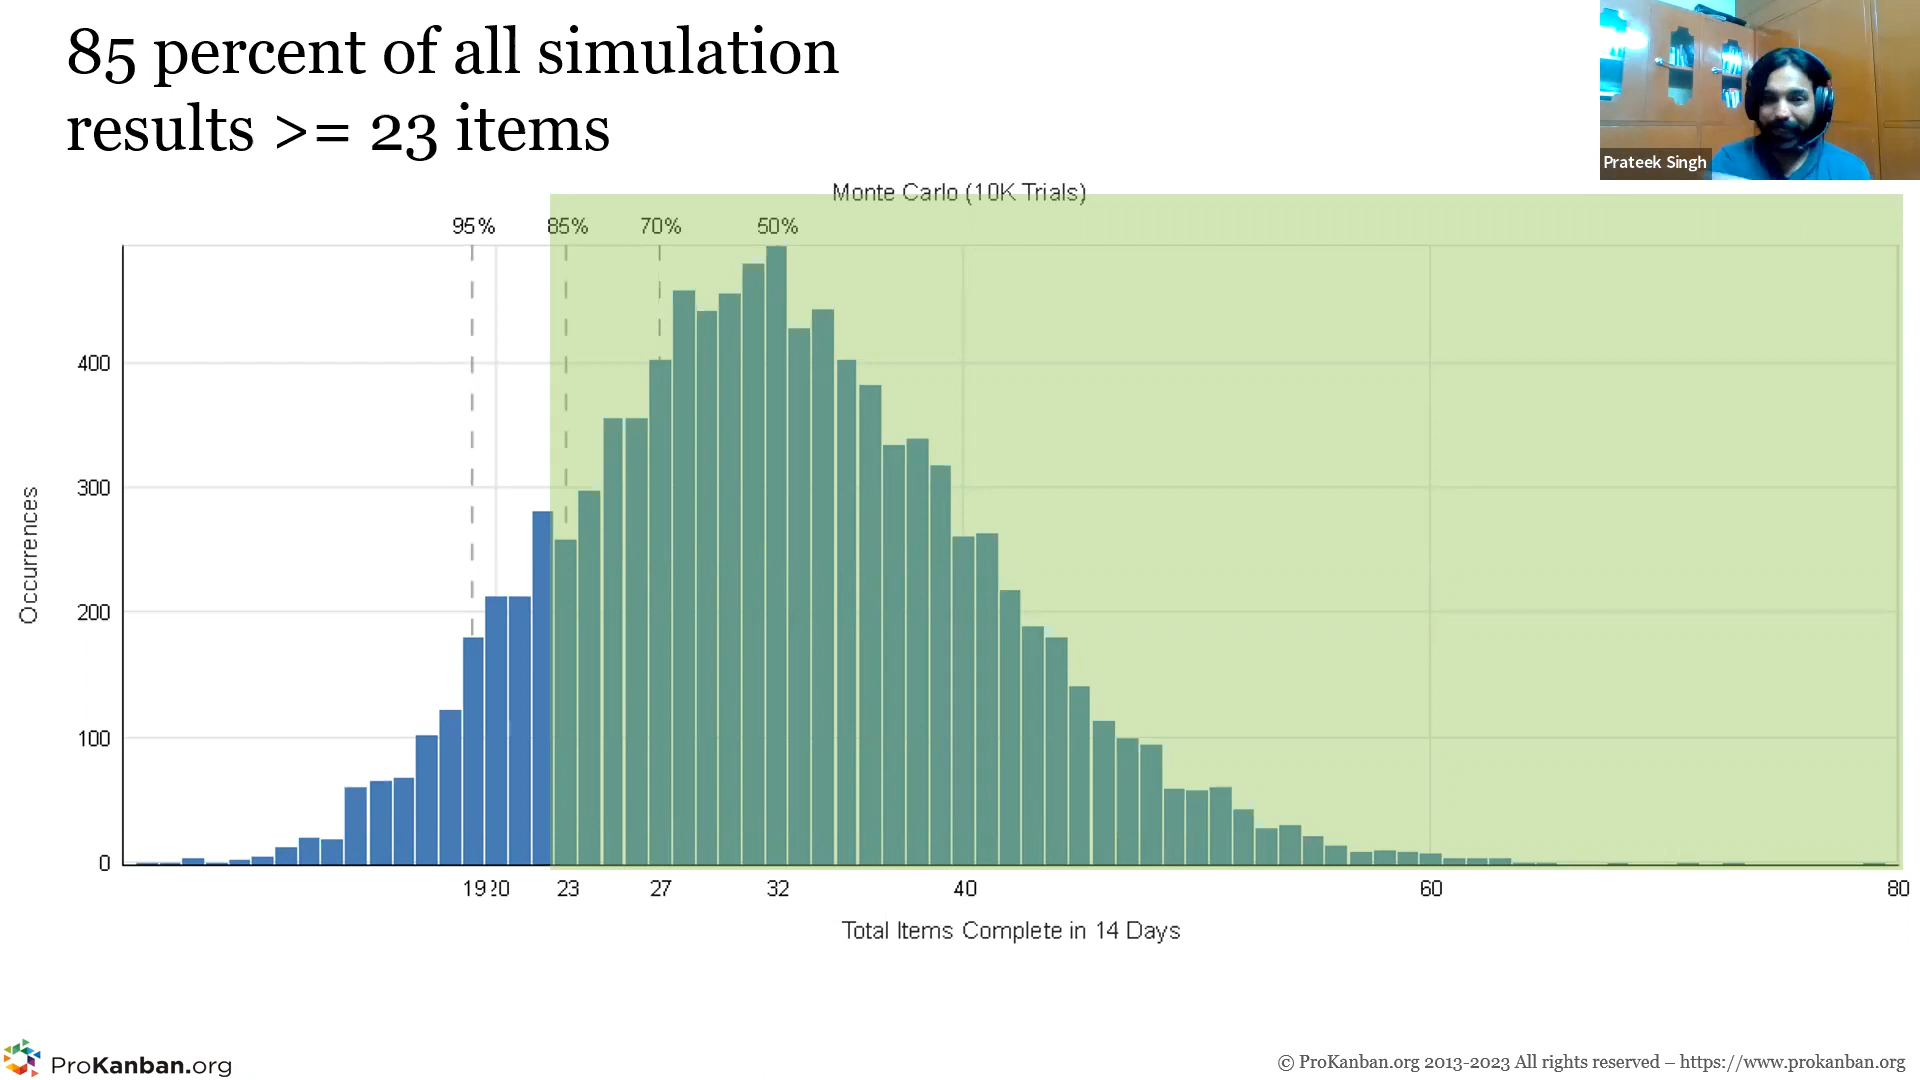 85 percent of all simulation
results >= 23 items
Prateek Singh
Monte Carlo (10K Trials)
95% 85% 70% 50%
400
300
200
100
0
Occurrences
19 20 23 27 32 40 60 80
Total Items Complete in 14 Days
ProKanban.org
© ProKanban.org 2013-2023 All rights reserved – https://www.prokanban.org